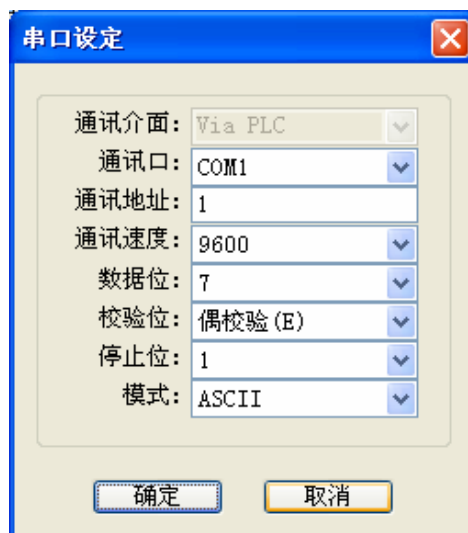 串口设定
通讯介面: Via PLC
通讯口: COM1
通讯地址: 1
通讯速度: 9600
数据位: 7
校验位: 偶校验(E)
停止位: 1
模式: ASCII
确定 取消